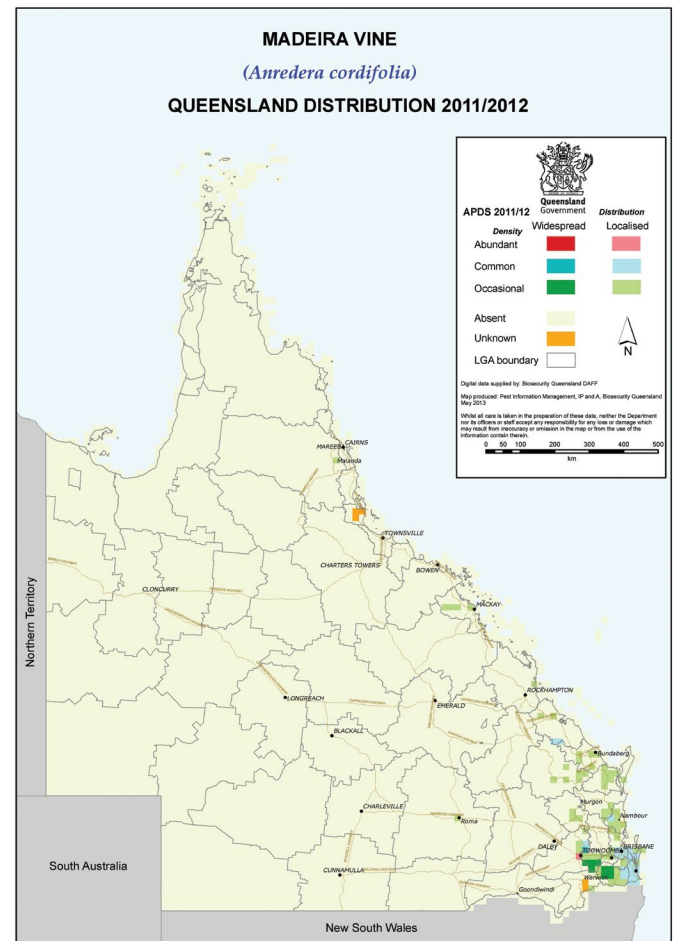 MADEIRA VINE
(Anredera cordifolia)
QUEENSLAND DISTRIBUTION 2011/2012
Queensland
Government
APDS 2011/12
Distribution
Density
Widespread
Localised
Abundant
Common
Occasional
Absent
Unknown
LGA boundary
N
Digital data supplied by: Biosecurity Queensland DAFF
Map produced: Pest Information Management, IP and A, Biosecurity Queensland
May 2013
Whilst all care is taken in the preparation of these data, neither the Department
nor its officers or staff accept any responsibility for any loss or damage which
may result from inaccuracy or omission in the map or from the use of the
information contain therein.
0 50 100 200 300 400 500
km
CAIRNS
MAREEBA
Malanda
TOWNSVILLE
CHARTERS TOWERS
BOWEN
CLONCURRY
MACKAY
Northern Territory
LONGREACH
EMERALD
ROCKHAMPTON
BLACKALL
Bundaberg
CHARLEVILLE
Roma
Murgon
Nambour
DALBY
TOOWOOMBA
BRISBANE
South Australia
CUNNAMULLA
Warwick
Goondiwindi
New South Wales